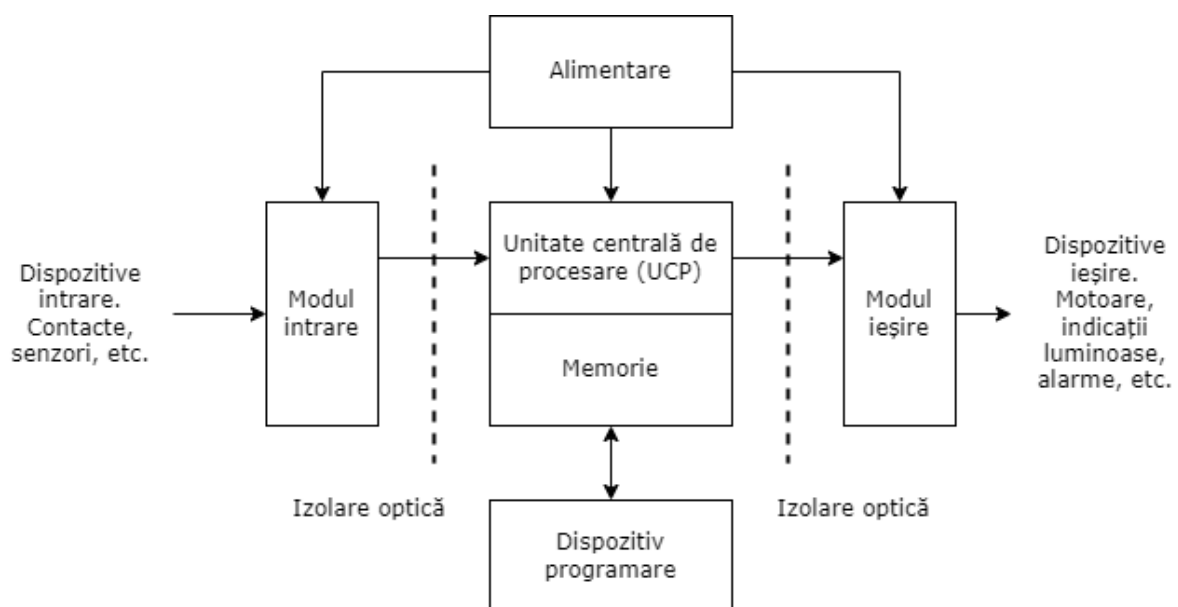 Alimentare
Unitate centrală de
procesare (UCP)
Memorie
Dispozitive
intrare.
Contacte,
senzori, etc.
Modul
intrare
Modul
ieșire
Dispozitive
ieșire.
Motoare,
indicații
luminoase,
alarme, etc.
Izolare optică
Izolare optică
Dispozitiv
programare